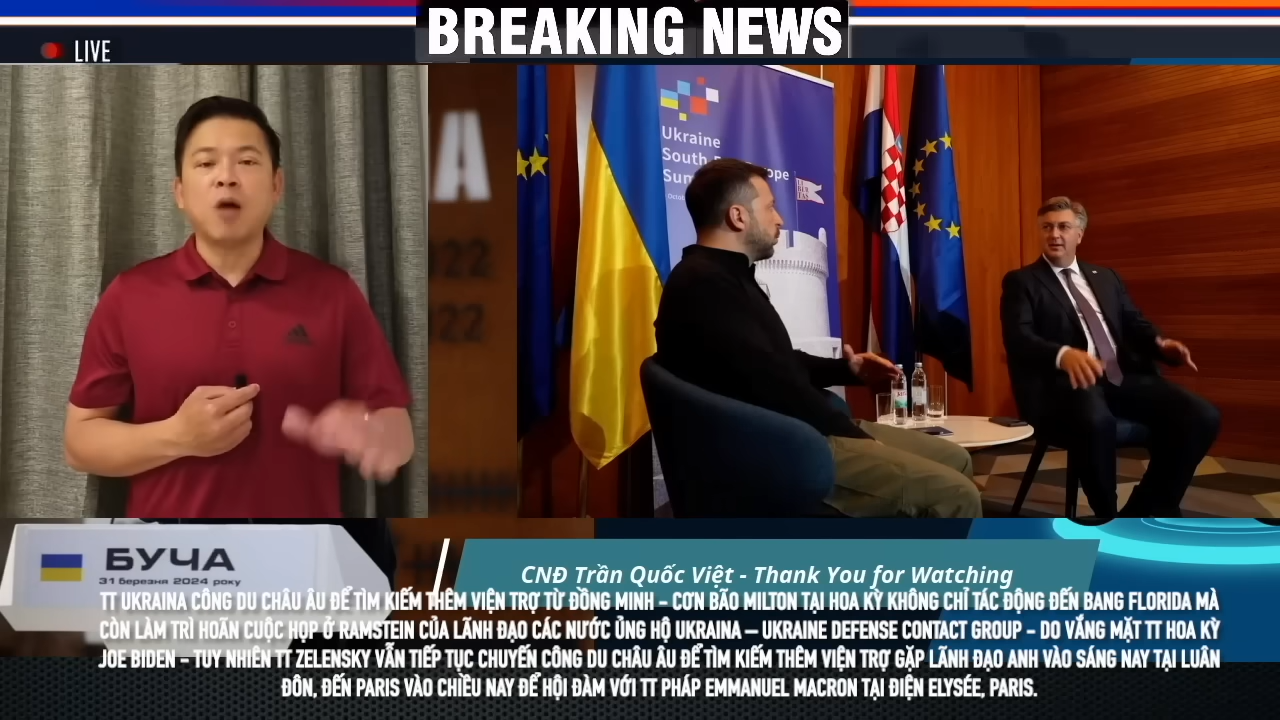 BREAKING NEWS
LIVE
A
Ukraine
South
022
022
CNĐ Trần Quốc Việt - Thank You for Watching
БУЧА
31 березня 2024 року
TT UKRAINA CÔNG DU CHÂU ÂU ĐỂ TÌM KIẾM THÊM VIỆN TRỢ TỪ ĐỒNG MINH – CƠN BÃO MILTON TẠI HOA KỲ KHÔNG CHỈ TÁC ĐỘNG ĐẾN BANG FLORIDA MÀ
CÒN LÀM TRÌ HOÃN CUỘC HỌP Ở RAMSTEIN CỦA LÃNH ĐẠO CÁC NƯỚC ỦNG HỘ UKRAINA – UKRAINE DEFENSE CONTACT GROUP – DO VẮNG MẶT TT HOA KỲ
JOE BIDEN – TUY NHIÊN TT ZELENSKY VẪN TIẾP TỤC CHUYẾN CÔNG DU CHÂU ÂU ĐỂ TÌM KIẾM THÊM VIỆN TRỢ GẶP LÃNH ĐẠO ANH VÀO SÁNG NAY TẠI LUÂN
ĐÔN, ĐẾN PARIS VÀO CHIỀU NAY ĐỂ HỘI ĐÀM VỚI TT PHÁP EMMANUEL MACRON TẠI ĐIỆN ELYSÉE, PARIS.